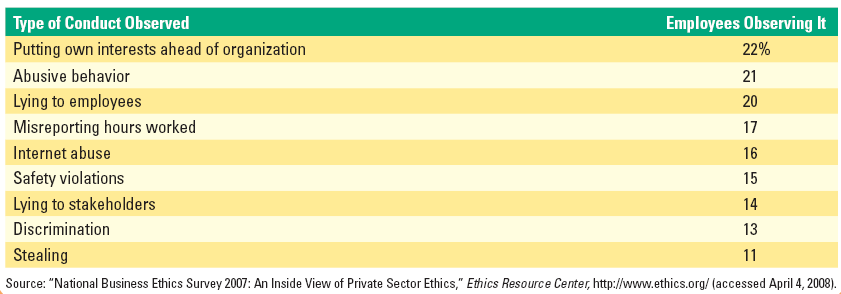 Type of Conduct Observed Employees Observing It
Putting own interests ahead of organization 22%
Abusive behavior 21
Lying to employees 20
Misreporting hours worked 17
Internet abuse 16
Safety violations 15
Lying to stakeholders 14
Discrimination 13
Stealing 11
Source: “National Business Ethics Survey 2007: An Inside View of Private Sector Ethics,” Ethics Resource Center, http://www.ethics.org/ (accessed April 4, 2008).